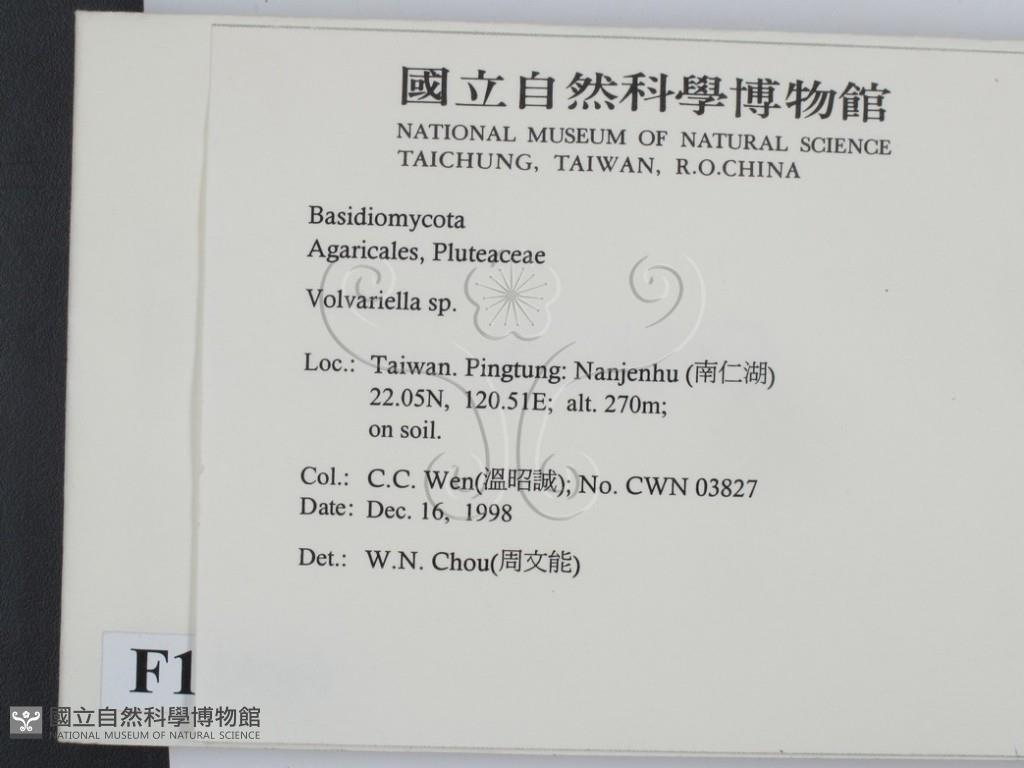 國立自然科學博物館
NATIONAL MUSEUM OF NATURAL SCIENCE
TAICHUNG, TAIWAN, R.O.CHINA
Basidiomycota
Agaricales, Pluteaceae
Volvariella sp.
Loc.: Taiwan. Pingtung: Nanjenhu (南仁湖)
22.05N, 120.51E; alt. 270m;
on soil.
Col.: C.C. Wen(溫昭誠); No. CWN 03827
Date: Dec. 16, 1998
Det.: W.N. Chou(周文能)
F1
國立自然科學博物館
NATIONAL MUSEUM OF NATURAL SCIENCE